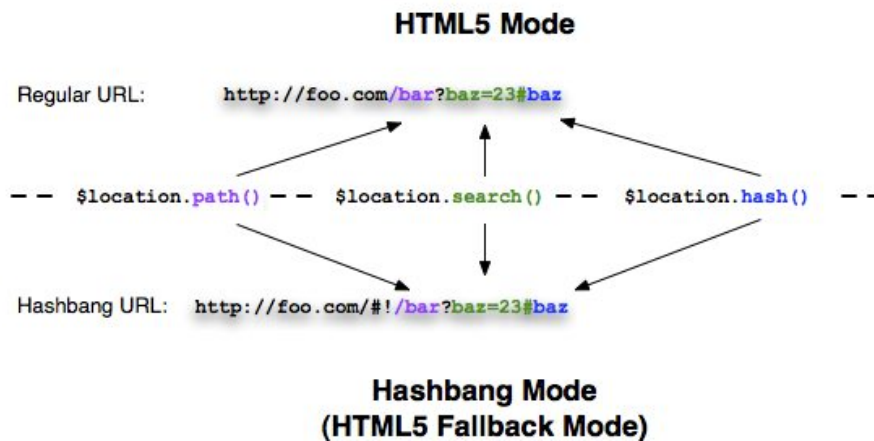 HTML5 Mode
Regular URL: http://foo.com/bar?baz=23#baz
$location.path() $location.search() $location.hash()
Hashbang URL: http://foo.com/#!/bar?baz=23#baz
Hashbang Mode
(HTML5 Fallback Mode)